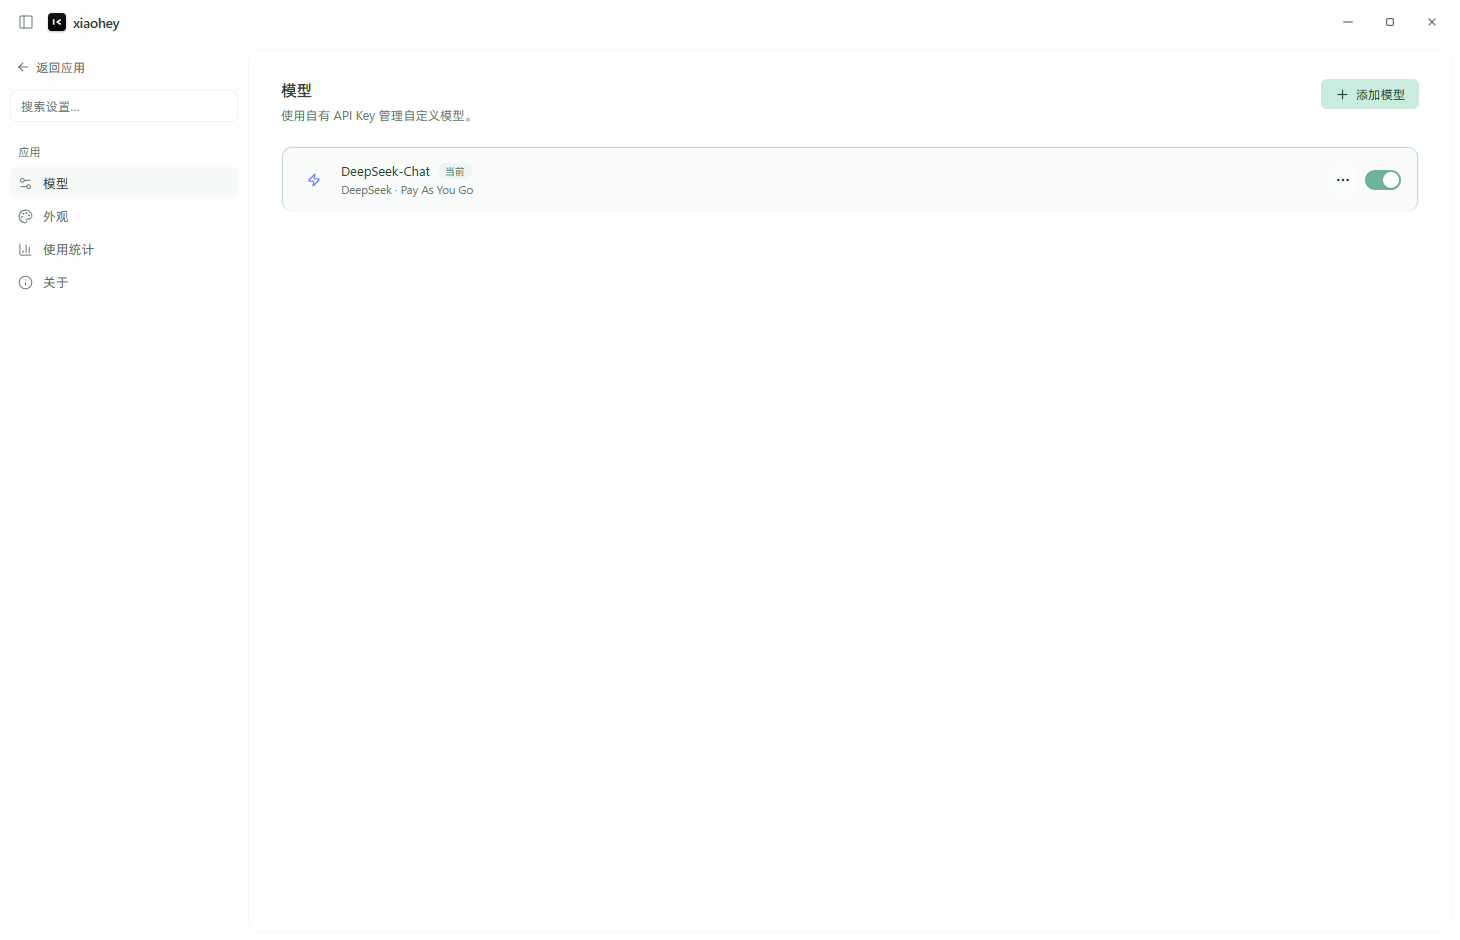 xiaohey
返回应用
搜索设置...
应用
模型
外观
使用统计
关于
模型
使用自有 API Key 管理自定义模型。
添加模型
DeepSeek-Chat 当前
DeepSeek · Pay As You Go